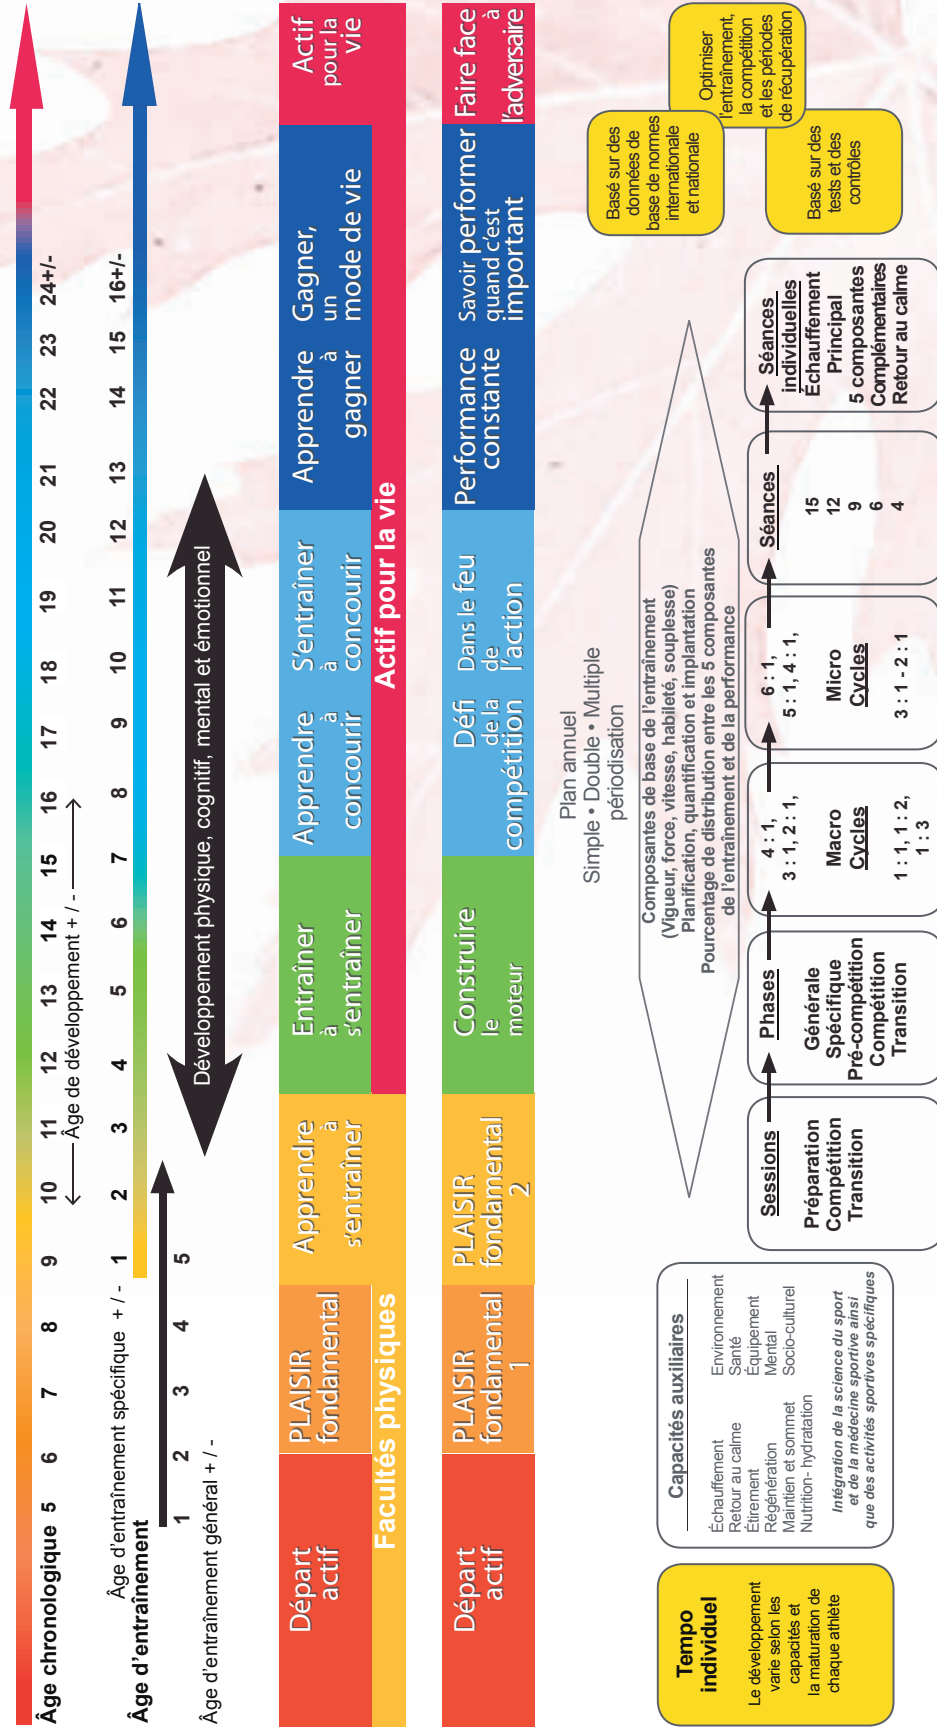 Âge chronologique 5 6 7 8 9 10 11 12 13 14 15 16 17 18 19 20 21 22 23 24+/-
Âge de développement + / -
Âge d'entraînement spécifique + / -
Âge d'entraînement
1 2 3 4 5 6 7 8 9 10 11 12 13 14 15 16+/-
1 2 3 4 5
Âge d'entraînement général + / -
Développement physique, cognitif, mental et émotionnel
Départ
actif
PLAISIR
fondamental
Apprendre
à
s'entraîner
Entraîner
à
s'entraîner
Apprendre
à
concourir
S'entraîner
à
concourir
Apprendre
à
gagner
Gagner,
un
mode de vie
Actif
pour la
vie
Facultés physiques
Actif pour la vie
Départ
actif
PLAISIR
fondamental
1
PLAISIR
fondamental
2
Construire
le
moteur
Défi
de la
compétition
Dans le feu
de
l'action
Performance
constante
Savoir performer
quand c'est
important
Faire face
à
l'adversaire
Plan annuel
Simple • Double • Multiple
périodisation
Composantes de base de l'entraînement
(Vigueur, force, vitesse, habileté, souplesse)
Planification, quantification et implantation
Pourcentage de distribution entre les 5 composantes
de l'entraînement et de la performance
Tempo
individuel
Le développement
varie selon les
capacités et
la maturation de
chaque athlète
Capacités auxiliaires
Échauffement
Retour au calme
Étirement
Régénération
Maintien et sommet
Nutrition- hydratation
Environnement
Santé
Équipement
Mental
Socio-culturel
Intégration de la science du sport
et de la médecine sportive ainsi
que des activités sportives spécifiques
Sessions
Préparation
Compétition
Transition
Phases
Générale
Spécifique
Pré-compétition
Compétition
Transition
4 : 1,
3 : 1, 2 : 1,
Macro
Cycles
1 : 1, 1 : 2,
1 : 3
6 : 1,
5 : 1, 4 : 1,
Micro
Cycles
3 : 1 - 2 : 1
Séances
15
12
9
6
4
Séances
individuelles
Échauffement
Principal
5 composantes
Complémentaires
Retour au calme
Basé sur des
données de
base de normes
internationale
et nationale
Optimiser
l'entraînement,
la compétition
et les périodes
de récupération
Basé sur des
tests et des
contrôles